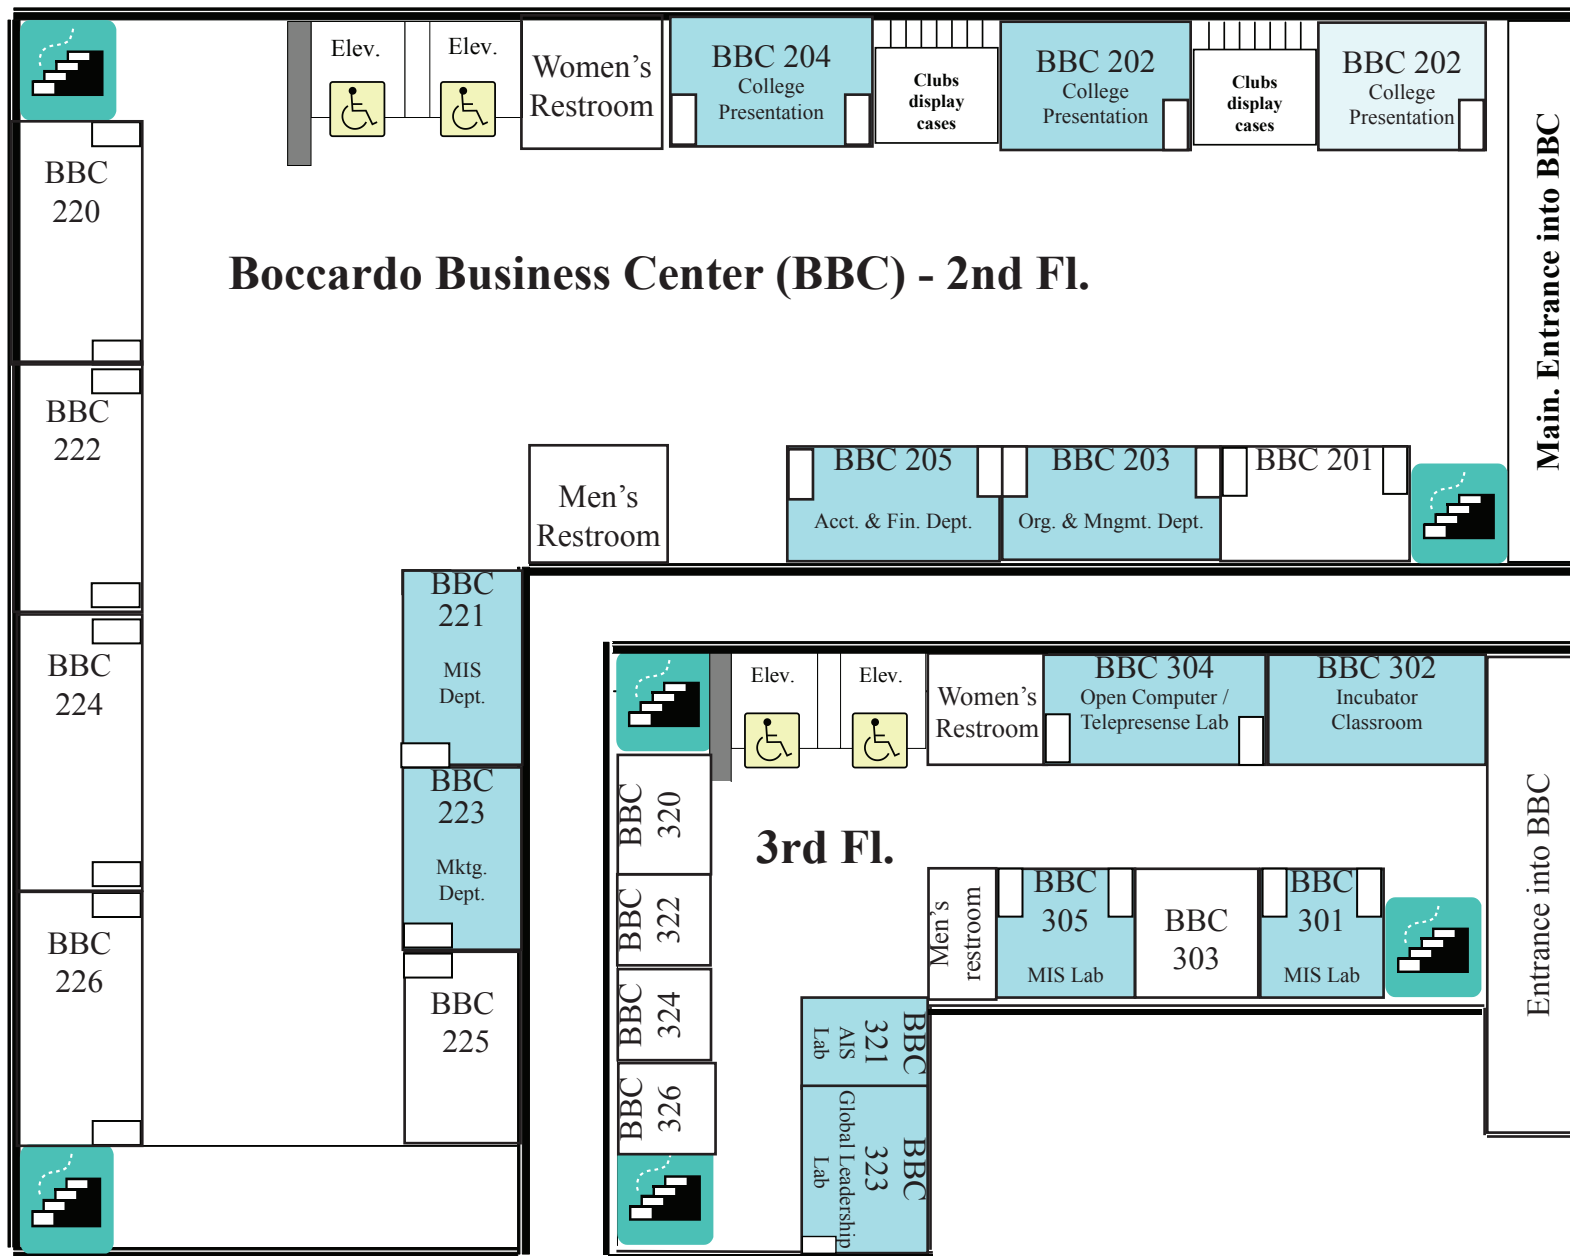 Elev.
Elev.
Women's
Restroom
BBC 204
College
Presentation
Clubs
display
cases
BBC 202
College
Presentation
Clubs
display
cases
BBC 202
College
Presentation
Main. Entrance into BBC
BBC
220
Boccardo Business Center (BBC) - 2nd Fl.
BBC
222
Men's
Restroom
BBC 205
Acct. & Fin. Dept.
BBC 203
Org. & Mngmt. Dept.
BBC 201
BBC
221
MIS
Dept.
BBC
224
BBC
223
Mktg.
Dept.
BBC
226
BBC
225
Elev.
Elev.
Women's
Restroom
BBC 304
Open Computer /
Telepresense Lab
BBC 302
Incubator
Classroom
Entrance into BBC
BBC
320
3rd Fl.
BBC
322
Men's
restroom
BBC
305
MIS Lab
BBC
303
BBC
301
MIS Lab
BBC
324
BBC
321
AIS
Lab
BBC
326
BBC
323
Global Leadership
Lab